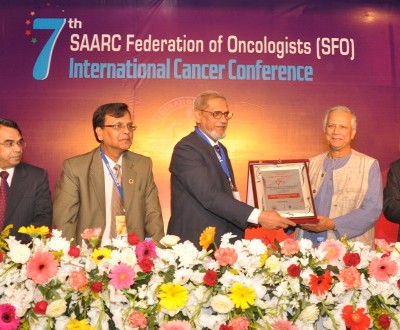 7th
SAARC Federation of Oncologists (SFO)
International Cancer Conference